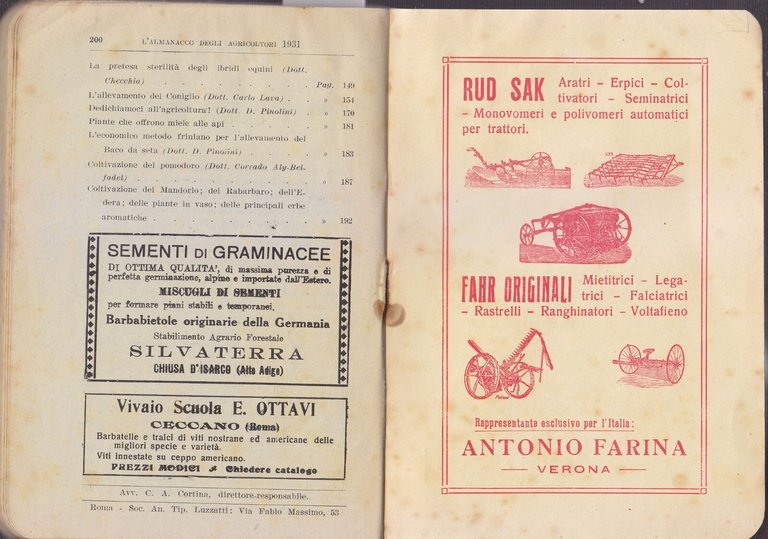 200 L'ALMANACCO DEGLI AGRICOLTORI 1931
La pretesa sterilità degli ibridi equini (Dott.
Checchia) . . . . . . . . Pag. 149
L'allevamento del Coniglio (Dott. Carlo Lava) . . » 154
Dedichiamoci all'agricoltura! (Dott. D. Pinolini) . » 170
Piante che offrono miele alle api . . . . . » 181
L'economico metodo friulano per l'allevamento del
Baco da seta (Dott. D. Pinolini) . . . . » 183
Coltivazione del pomodoro (Dott. Corrado Aly-Bel-
fadel) . . . . . . . . » 187
Coltivazione del Mandorlo; del Rabarbaro; dell'E-
dera; delle piante in vaso; delle principali erbe
aromatiche . . . . . . . . » 192
SEMENTI DI GRAMINACEE
DI OTTIMA QUALITA', di massima purezza e di
perfetta germinazione, alpine e importate dall'Estero.
MISCUGLI DI SEMENTI
per formare piani stabili e temporanei.
Barbabietole originarie della Germania
Stabilimento Agrario Forestale
SILVATERRA
CHIUSA D'ISARCO (Alto Adige)
Vivaio Scuola E. OTTAVI
CECCANO (Roma)
Barbatelle e tralci di viti nostrane ed americane delle
migliori specie e varietà.
Viti innestate su ceppo americano.
PREZZI MODICI Chiedere catalogo
Avv. C. A. Cortina, direttore-responsabile.
Roma - Soc. An. Tip. Luzzatti: Via Fabio Massimo, 53
RUD SAK Aratri - Erpici - Col-
tivatori - Seminatrici
- Monovomeri e polivomeri automatici
per trattori.
FAHR ORIGINALI Mietitrici - Lega-
trici - Falciatrici
- Rastrelli - Ranghinatori - Voltafieno
Rappresentante esclusivo per l'Italia:
ANTONIO FARINA
— VERONA —